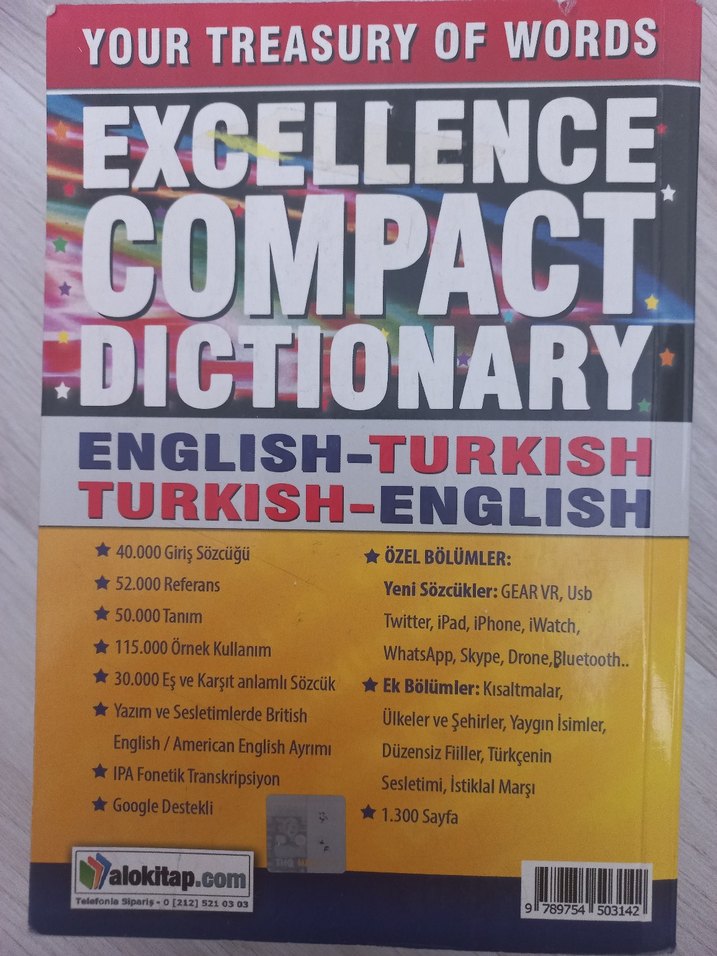 YOUR TREASURY OF WORDS
EXCELLENCE
COMPACT
DICTIONARY
ENGLISH-TURKISH
TURKISH-ENGLISH
40.000 Giriş Sözcüğü
52.000 Referans
50.000 Tanım
115.000 Örnek Kullanım
30.000 Eş ve Karşıt anlamlı Sözcük
Yazım ve Sesletimlerde British
English / American English Ayrımı
IPA Fonetik Transkripsiyon
Google Destekli
ÖZEL BÖLÜMLER:
Yeni Sözcükler: GEAR VR, Usb
Twitter, iPad, iPhone, iWatch,
WhatsApp, Skype, Drone,Bluetooth..
Ek Bölümler: Kısaltmalar,
Ülkeler ve Şehirler, Yaygın İsimler,
Düzensiz Fiiller, Türkçenin
Sesletimi, İstiklal Marşı
1.300 Sayfa
alokitap.com
Telefonla Sipariş - 0 [212] 521 03 03
9 789754 503142